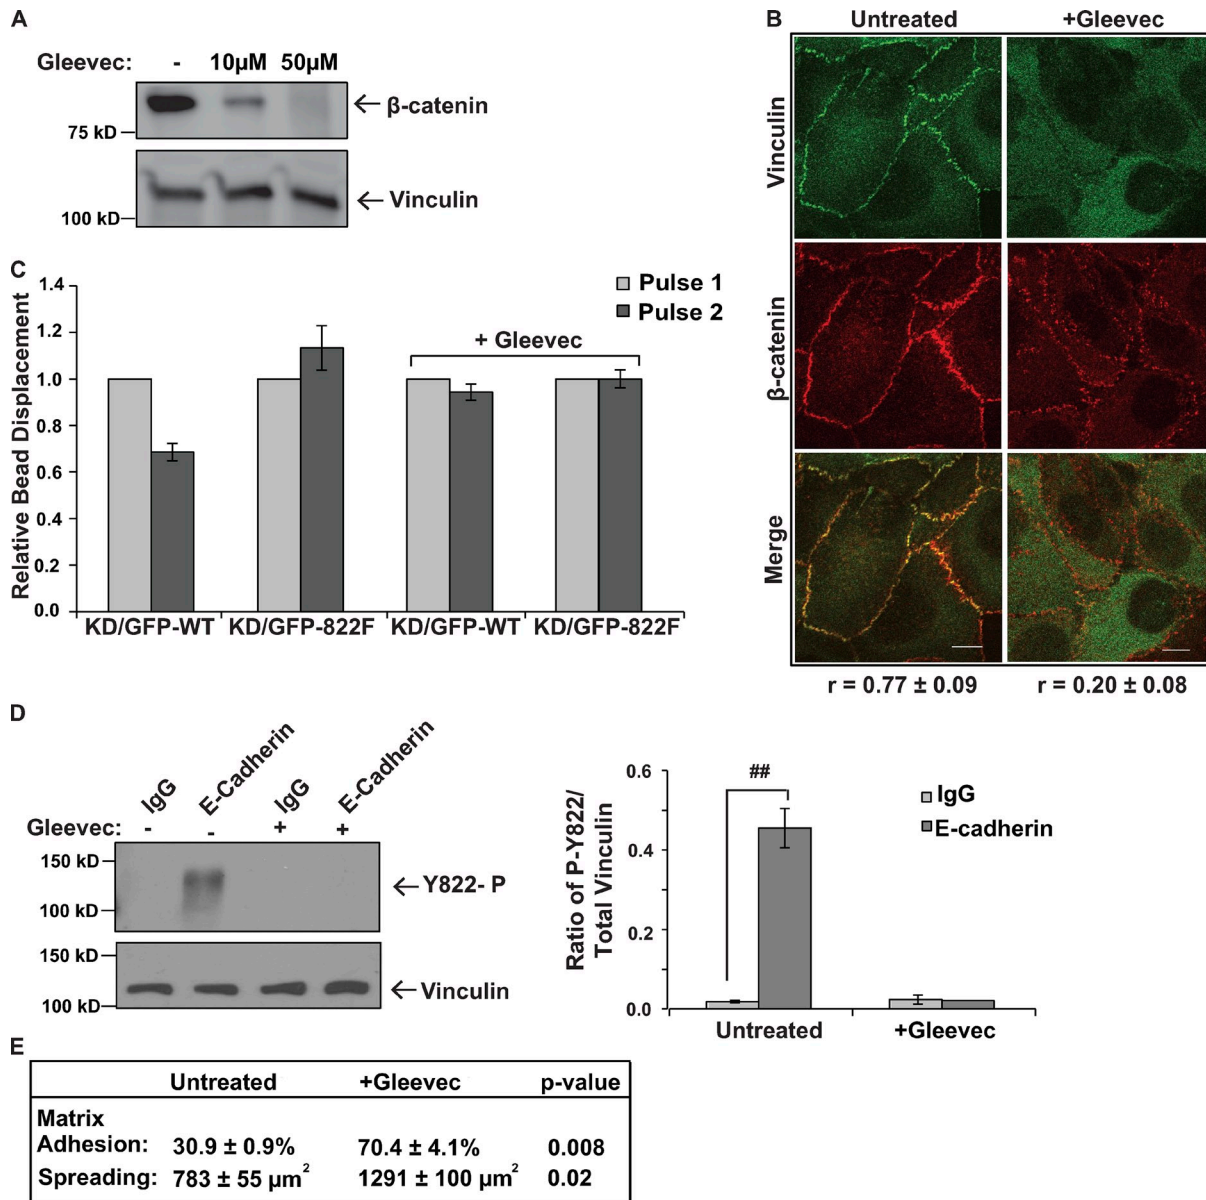 A
Gleevec: - 10μM 50μM
β-catenin
75 kD
Vinculin
100 kD
B
Untreated +Gleevec
Vinculin
β-catenin
Merge
r = 0.77 ± 0.09 r = 0.20 ± 0.08
C
Relative Bead Displacement
1.4
1.2
1.0
0.8
0.6
0.4
0.2
0.0
Pulse 1
Pulse 2
+ Gleevec
KD/GFP-WT KD/GFP-822F KD/GFP-WT KD/GFP-822F
D
IgG E-Cadherin IgG E-Cadherin
Gleevec: - - + +
150 kD
Y822- P
100 kD
150 kD
Vinculin
100 kD
Ratio of P-Y822/
Total Vinculin
0.6
0.4
0.2
0.0
##
IgG
E-cadherin
Untreated +Gleevec
E
Untreated +Gleevec p-value
Matrix
Adhesion: 30.9 ± 0.9% 70.4 ± 4.1% 0.008
Spreading: 783 ± 55 μm² 1291 ± 100 μm² 0.02